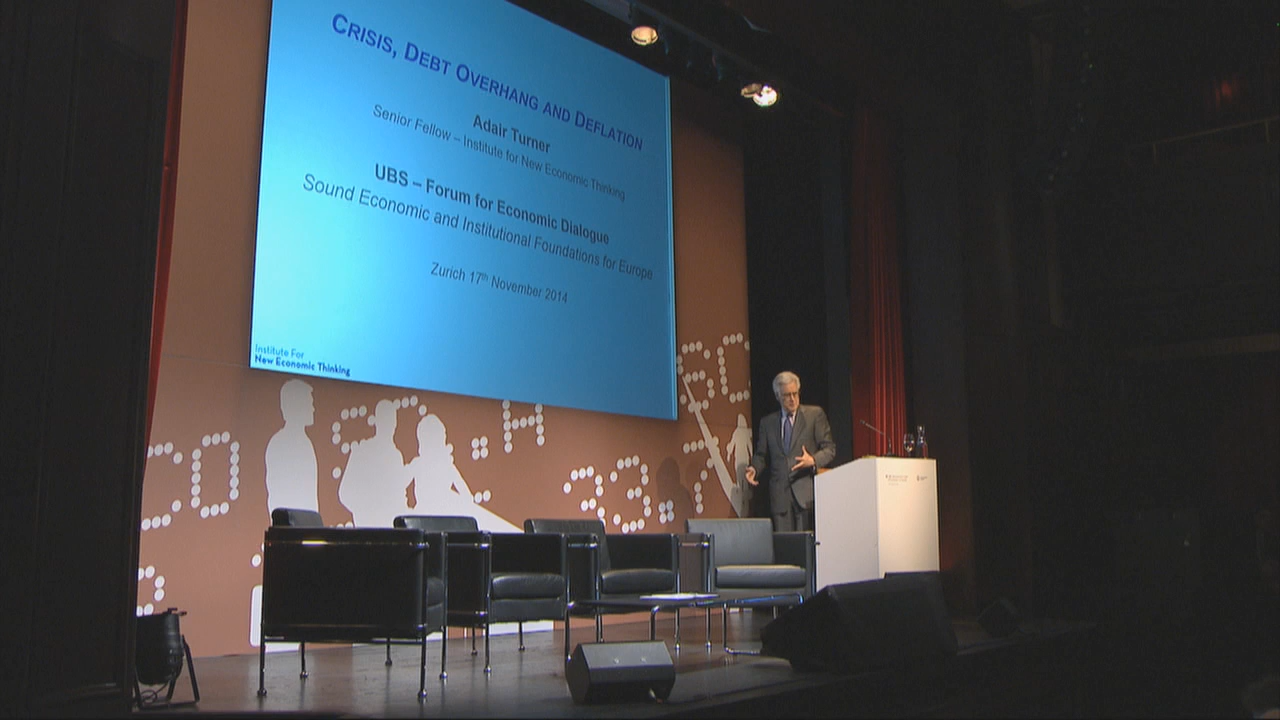 CRISIS, DEBT OVERHANG AND DEFLATION
Adair Turner
Senior Fellow – Institute for New Economic Thinking
UBS – Forum for Economic Dialogue
Sound Economic and Institutional Foundations for Europe
Zurich 17th November 2014
Institute For
New Economic Thinking